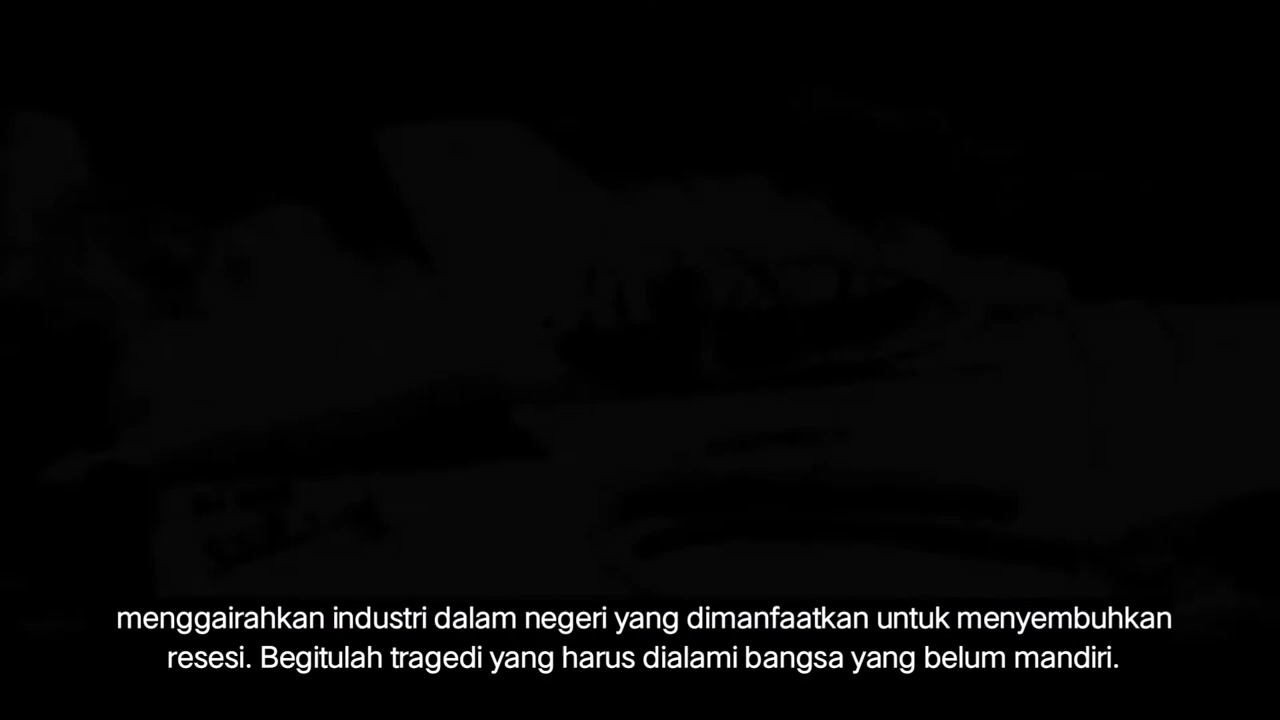 menggairahkan industri dalam negeri yang dimanfaatkan untuk menyembuhkan
resesi. Begitulah tragedi yang harus dialami bangsa yang belum mandiri.